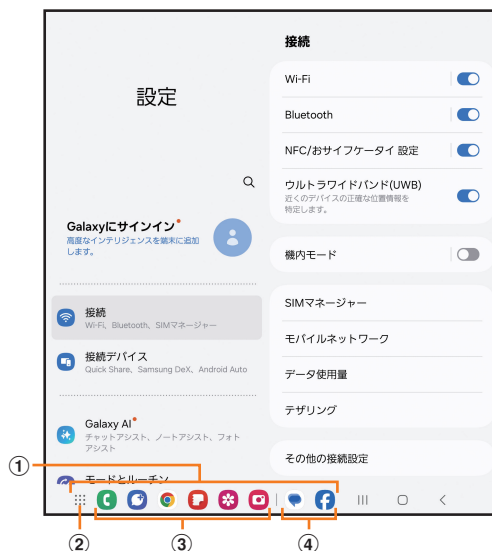 設定
Galaxyにサインイン
高度なインテリジェンスを端末に追加
します。
接続
Wi-Fi、Bluetooth、SIMマネージャー
接続デバイス
Quick Share、Samsung DeX、Android Auto
Galaxy AI
チャットアシスト、ノートアシスト、フォト
アシスト
モードとルーチン
接続
Wi-Fi
Bluetooth
NFC/おサイフケータイ 設定
ウルトラワイドバンド(UWB)
近くのデバイスの正確な位置情報を
特定します。
機内モード
SIMマネージャー
モバイルネットワーク
データ使用量
テザリング
その他の接続設定
①
② ③ ④